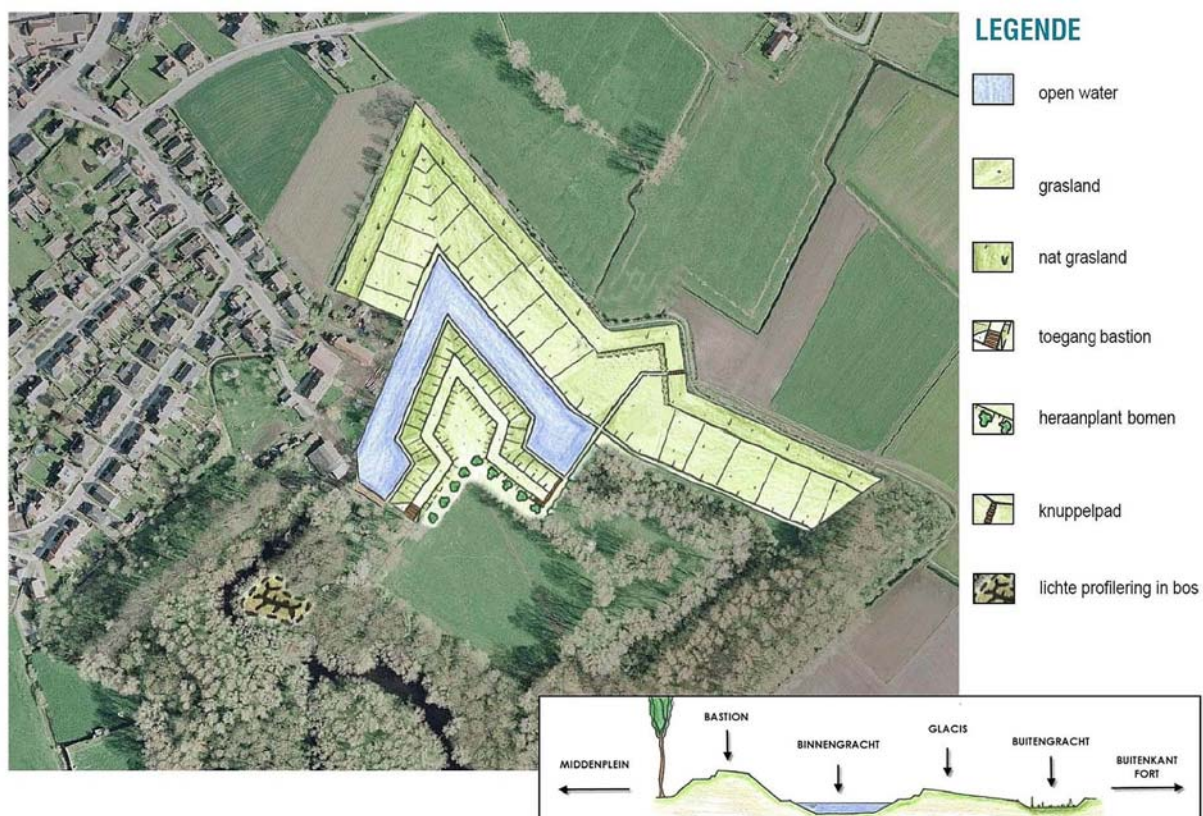 LEGENDE
open water
grasland
nat grasland
toegang bastion
heraanplant bomen
knuppelpad
lichte profilering in bos
BASTION
GLACIS
BINNENGRACHT
BUITENGRACHT
MIDDENPLEIN
BUITENKANT
FORT